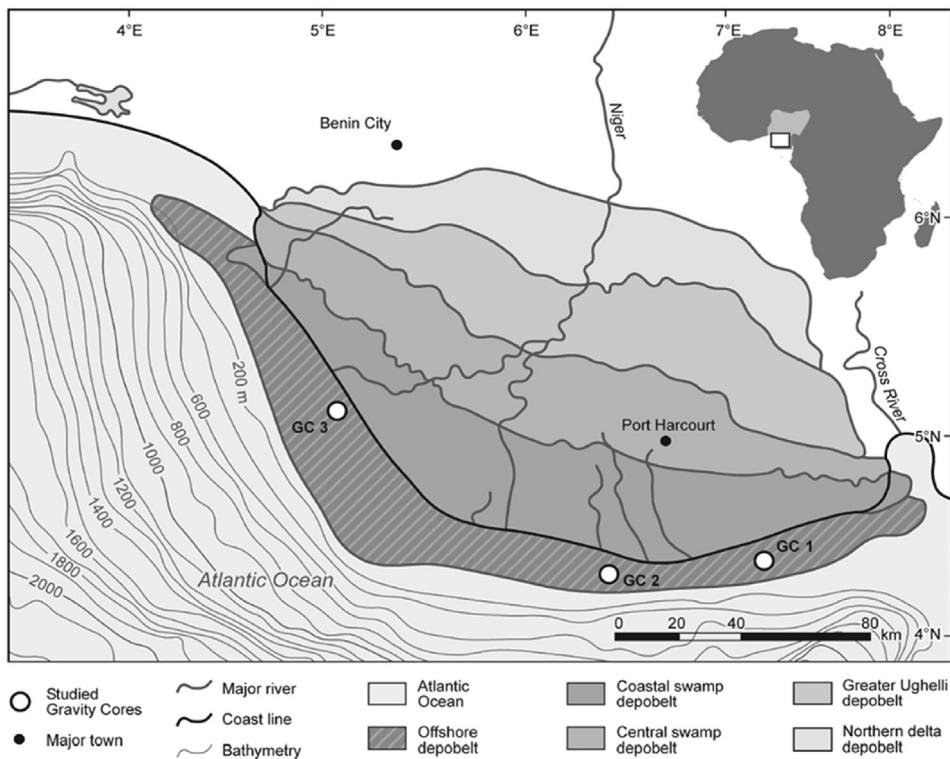 4°E 5°E 6°E 7°E 8°E
Benin City
Niger
6°N
Cross River
200 m
600
800
1000
1200
1400
1600
1800
2000
GC 3
Port Harcourt
5°N
Atlantic Ocean
GC 2
GC 1
0 20 40 80 km
4°N
Studied
Gravity Cores
Major town
Major river
Coast line
Bathymetry
Atlantic
Ocean
Offshore
depobelt
Coastal swamp
depobelt
Central swamp
depobelt
Greater Ughelli
depobelt
Northern delta
depobelt